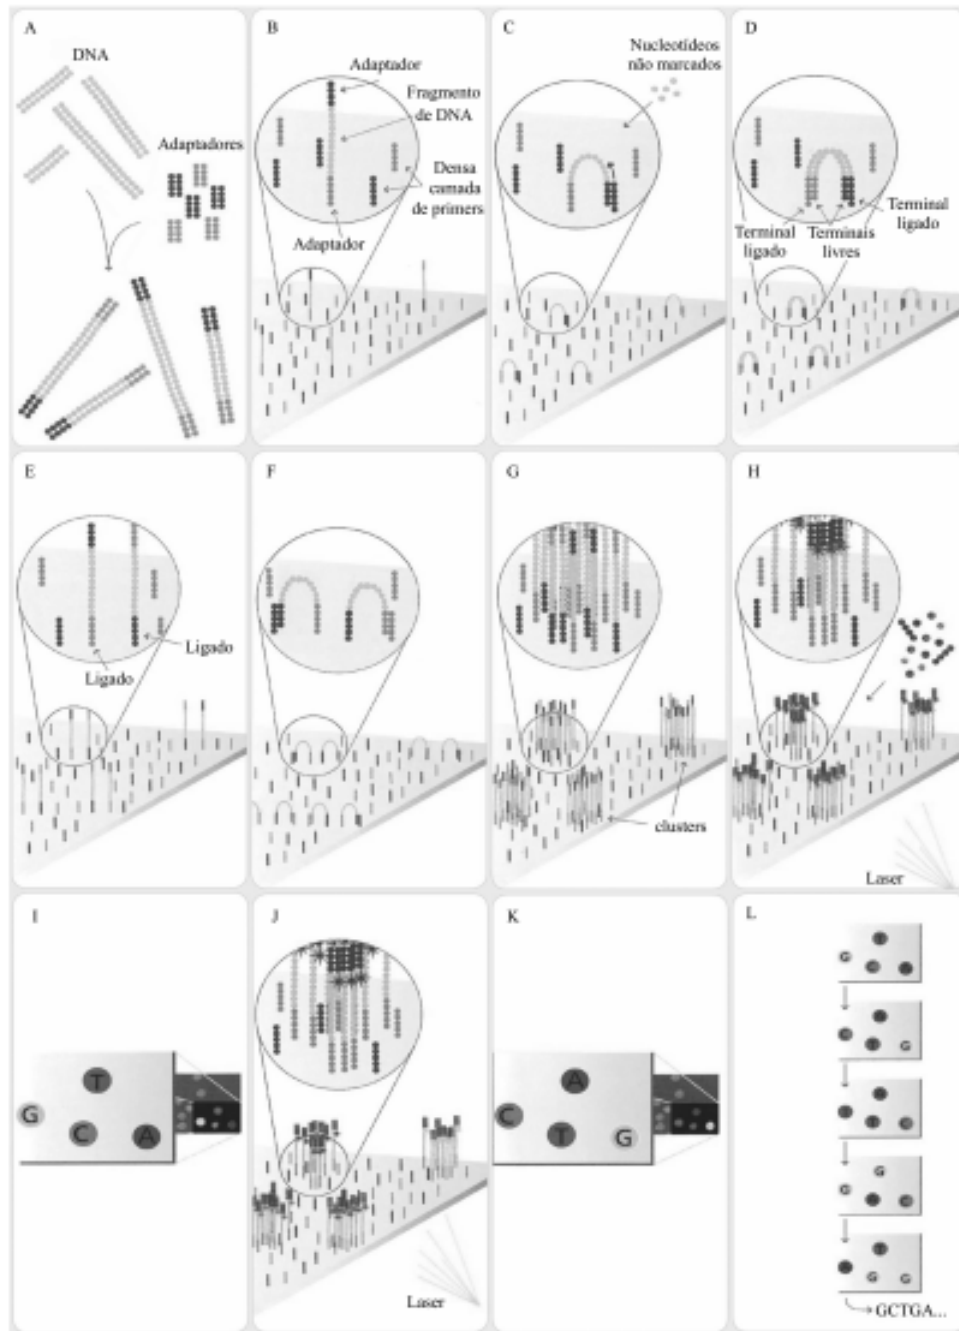 A
DNA
Adaptadores
B
Adaptador
Fragmento
de DNA
Densa
camada
de primers
Adaptador
C
Nucleotídeos
não marcados
D
Terminal
ligado
Terminais
livres
Terminal
ligado
E
Ligado
Ligado
F
G
clusters
H
Laser
I
T
G
C
A
J
Laser
K
A
C
T
G
L
T
G
C
C
T
G
T
C
G
G
C
T
G
G
GCTGA...